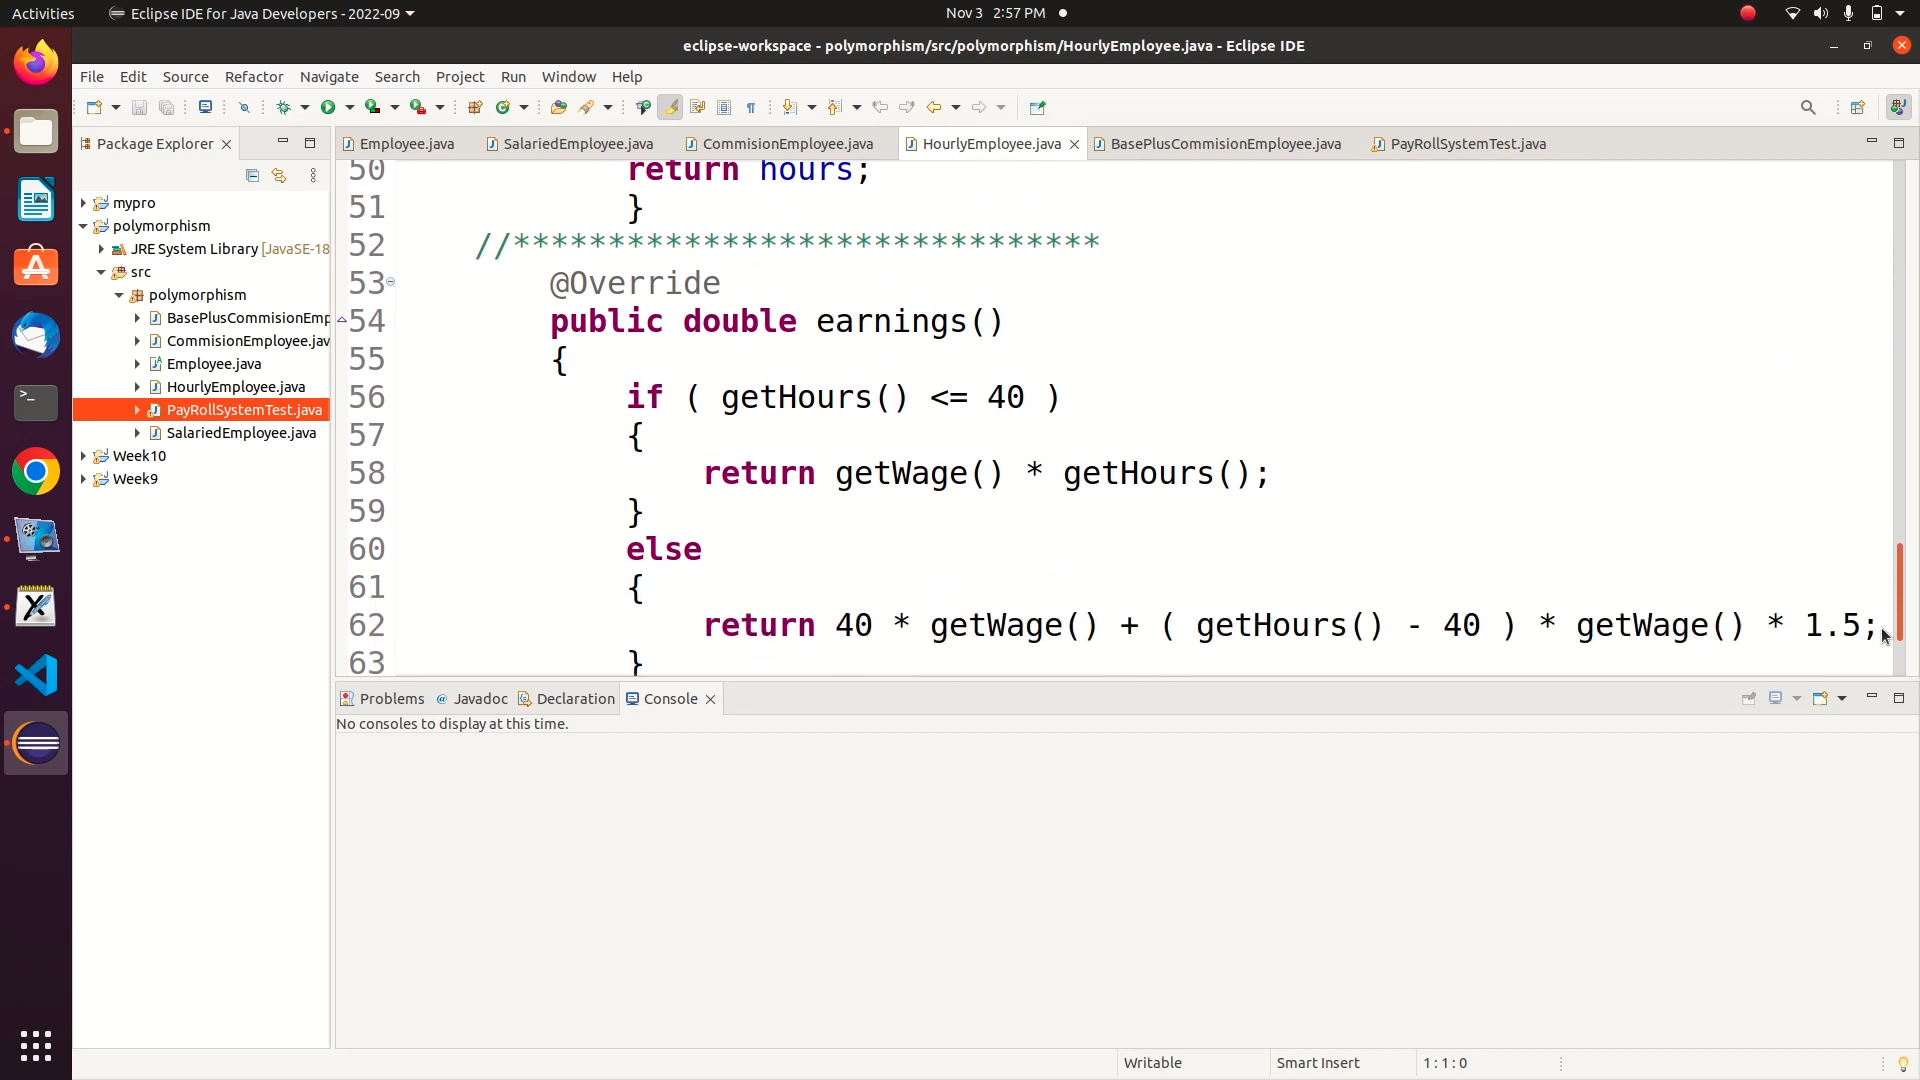 Activities
Eclipse IDE for Java Developers - 2022-09
Nov 3 2:57 PM
eclipse-workspace - polymorphism/src/polymorphism/HourlyEmployee.java - Eclipse IDE
File Edit Source Refactor Navigate Search Project Run Window Help
Package Explorer
Employee.java SalariedEmployee.java CommisionEmployee.java HourlyEmployee.java BasePlusCommisionEmployee.java PayRollSystemTest.java
mypro
polymorphism
JRE System Library [JavaSE-18
src
polymorphism
BasePlusCommisionEmp
CommisionEmployee.jav
Employee.java
HourlyEmployee.java
PayRollSystemTest.java
SalariedEmployee.java
Week10
Week9
50 return hours;
51 }
52 //*******************************
53 @Override
54 public double earnings()
55 {
56 if ( getHours() <= 40 )
57 {
58 return getWage() * getHours();
59 }
60 else
61 {
62 return 40 * getWage() + ( getHours() - 40 ) * getWage() * 1.5;
63 }
Problems Javadoc Declaration Console
No consoles to display at this time.
Writable Smart Insert 1 : 1 : 0